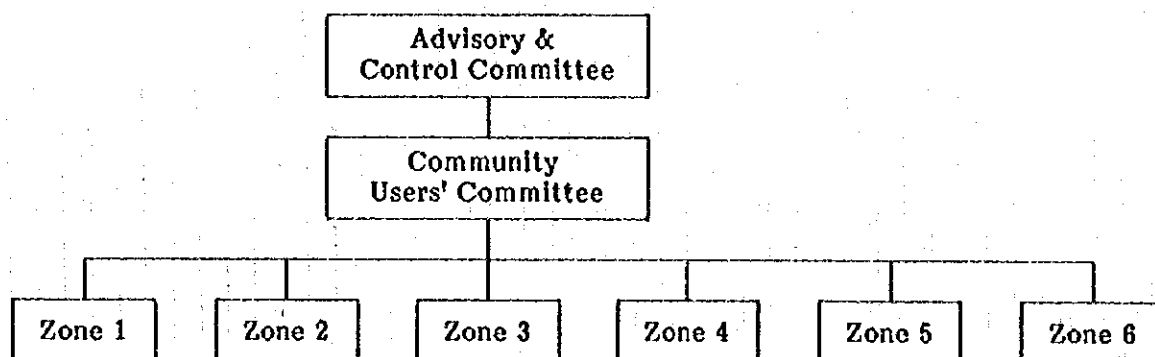 Advisory &
Control Committee
Community
Users' Committee
Zone 1
Zone 2
Zone 3
Zone 4
Zone 5
Zone 6